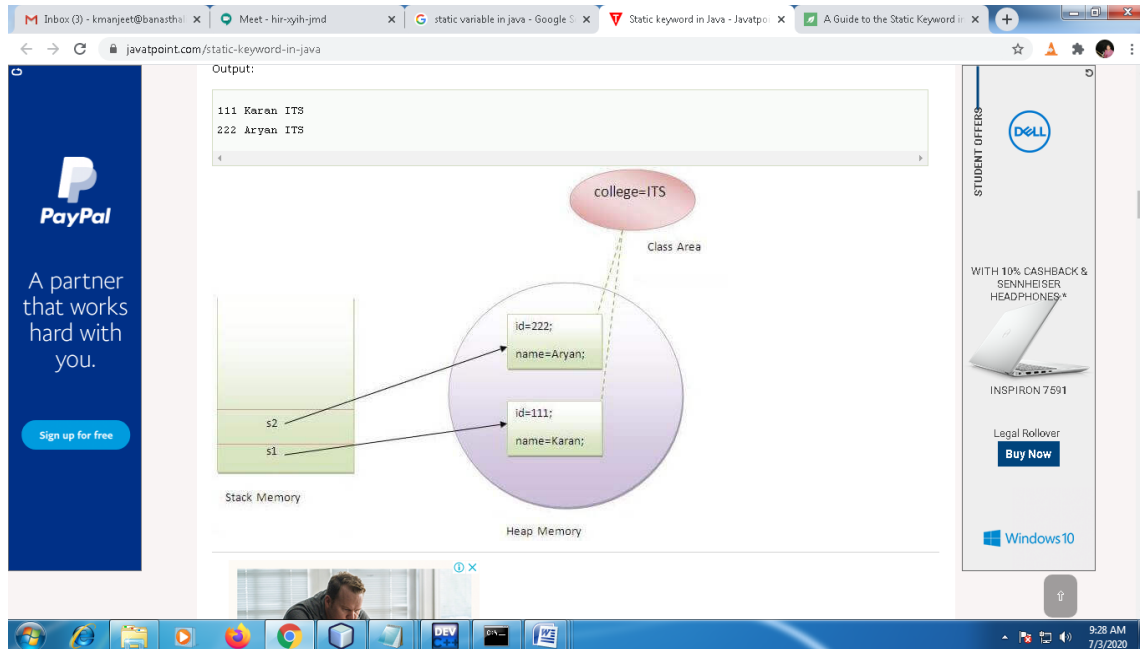 Inbox (3) - kmanjeet@banasthal
Meet - hir-xyih-jmd
static variable in java - Google S
Static keyword in Java - Javatpoi
A Guide to the Static Keyword in
javatpoint.com/static-keyword-in-java
Output:
111 Karan ITS
222 Aryan ITS
college=ITS
Class Area
id=222;
name=Aryan;
id=111;
name=Karan;
s2
s1
Stack Memory
Heap Memory
PayPal
A partner
that works
hard with
you.
Sign up for free
STUDENT OFFERS
DELL
WITH 10% CASHBACK &
SENNHEISER
HEADPHONES*
INSPIRON 7591
Legal Rollover
Buy Now
Windows 10
DEV
C:\
W
9:28 AM
7/3/2020